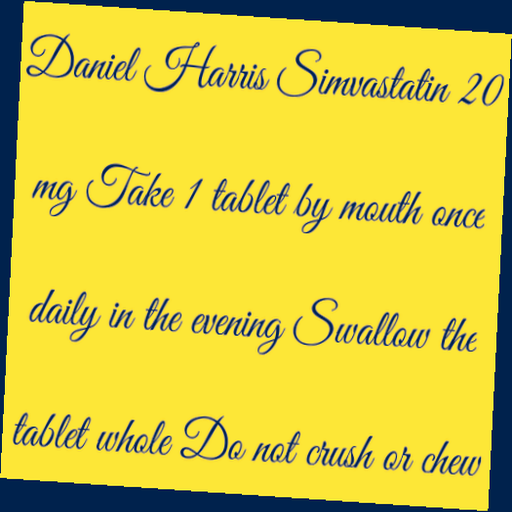 Daniel Harris Simvastatin 20
mg Take 1 tablet by mouth once
daily in the evening Swallow the
tablet whole Do not crush or chew